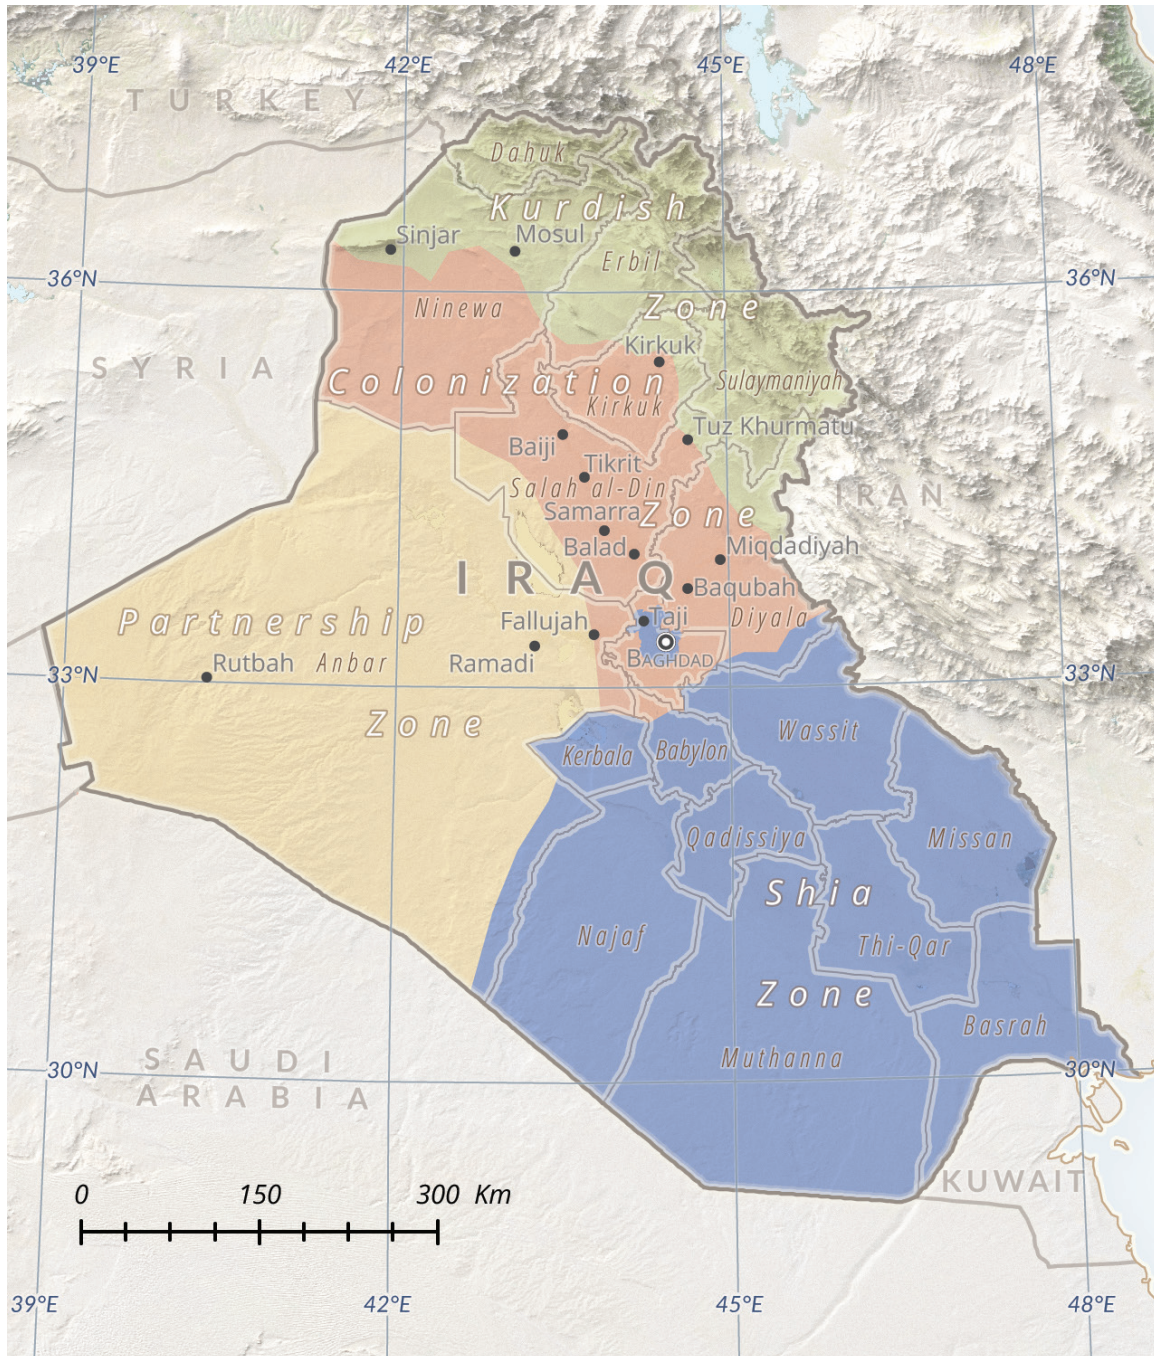 39°E
42°E
45°E
48°E
TURKEY
Dahuk
Kurdish
Sinjar
Mosul
Erbil
36°N
36°N
Ninewa
Zone
Kirkuk
SYRIA
Colonization
Sulaymaniyah
Kirkuk
Tuz Khurmatu
Baiji
Tikrit
Salah al-Din
IRAN
Samarra
Zone
Balad
Miqdadiyah
IRAQ
Baqubah
Partnership
Fallujah
Taji
Diyala
Rutbah
Anbar
Ramadi
BAGHDAD
33°N
33°N
Zone
Wassit
Kerbala
Babylon
Qadissiya
Missan
Shia
Najaf
Thi-Qar
Zone
Basrah
SAUDI
ARABIA
Muthanna
30°N
30°N
KUWAIT
0 150 300 Km
39°E
42°E
45°E
48°E